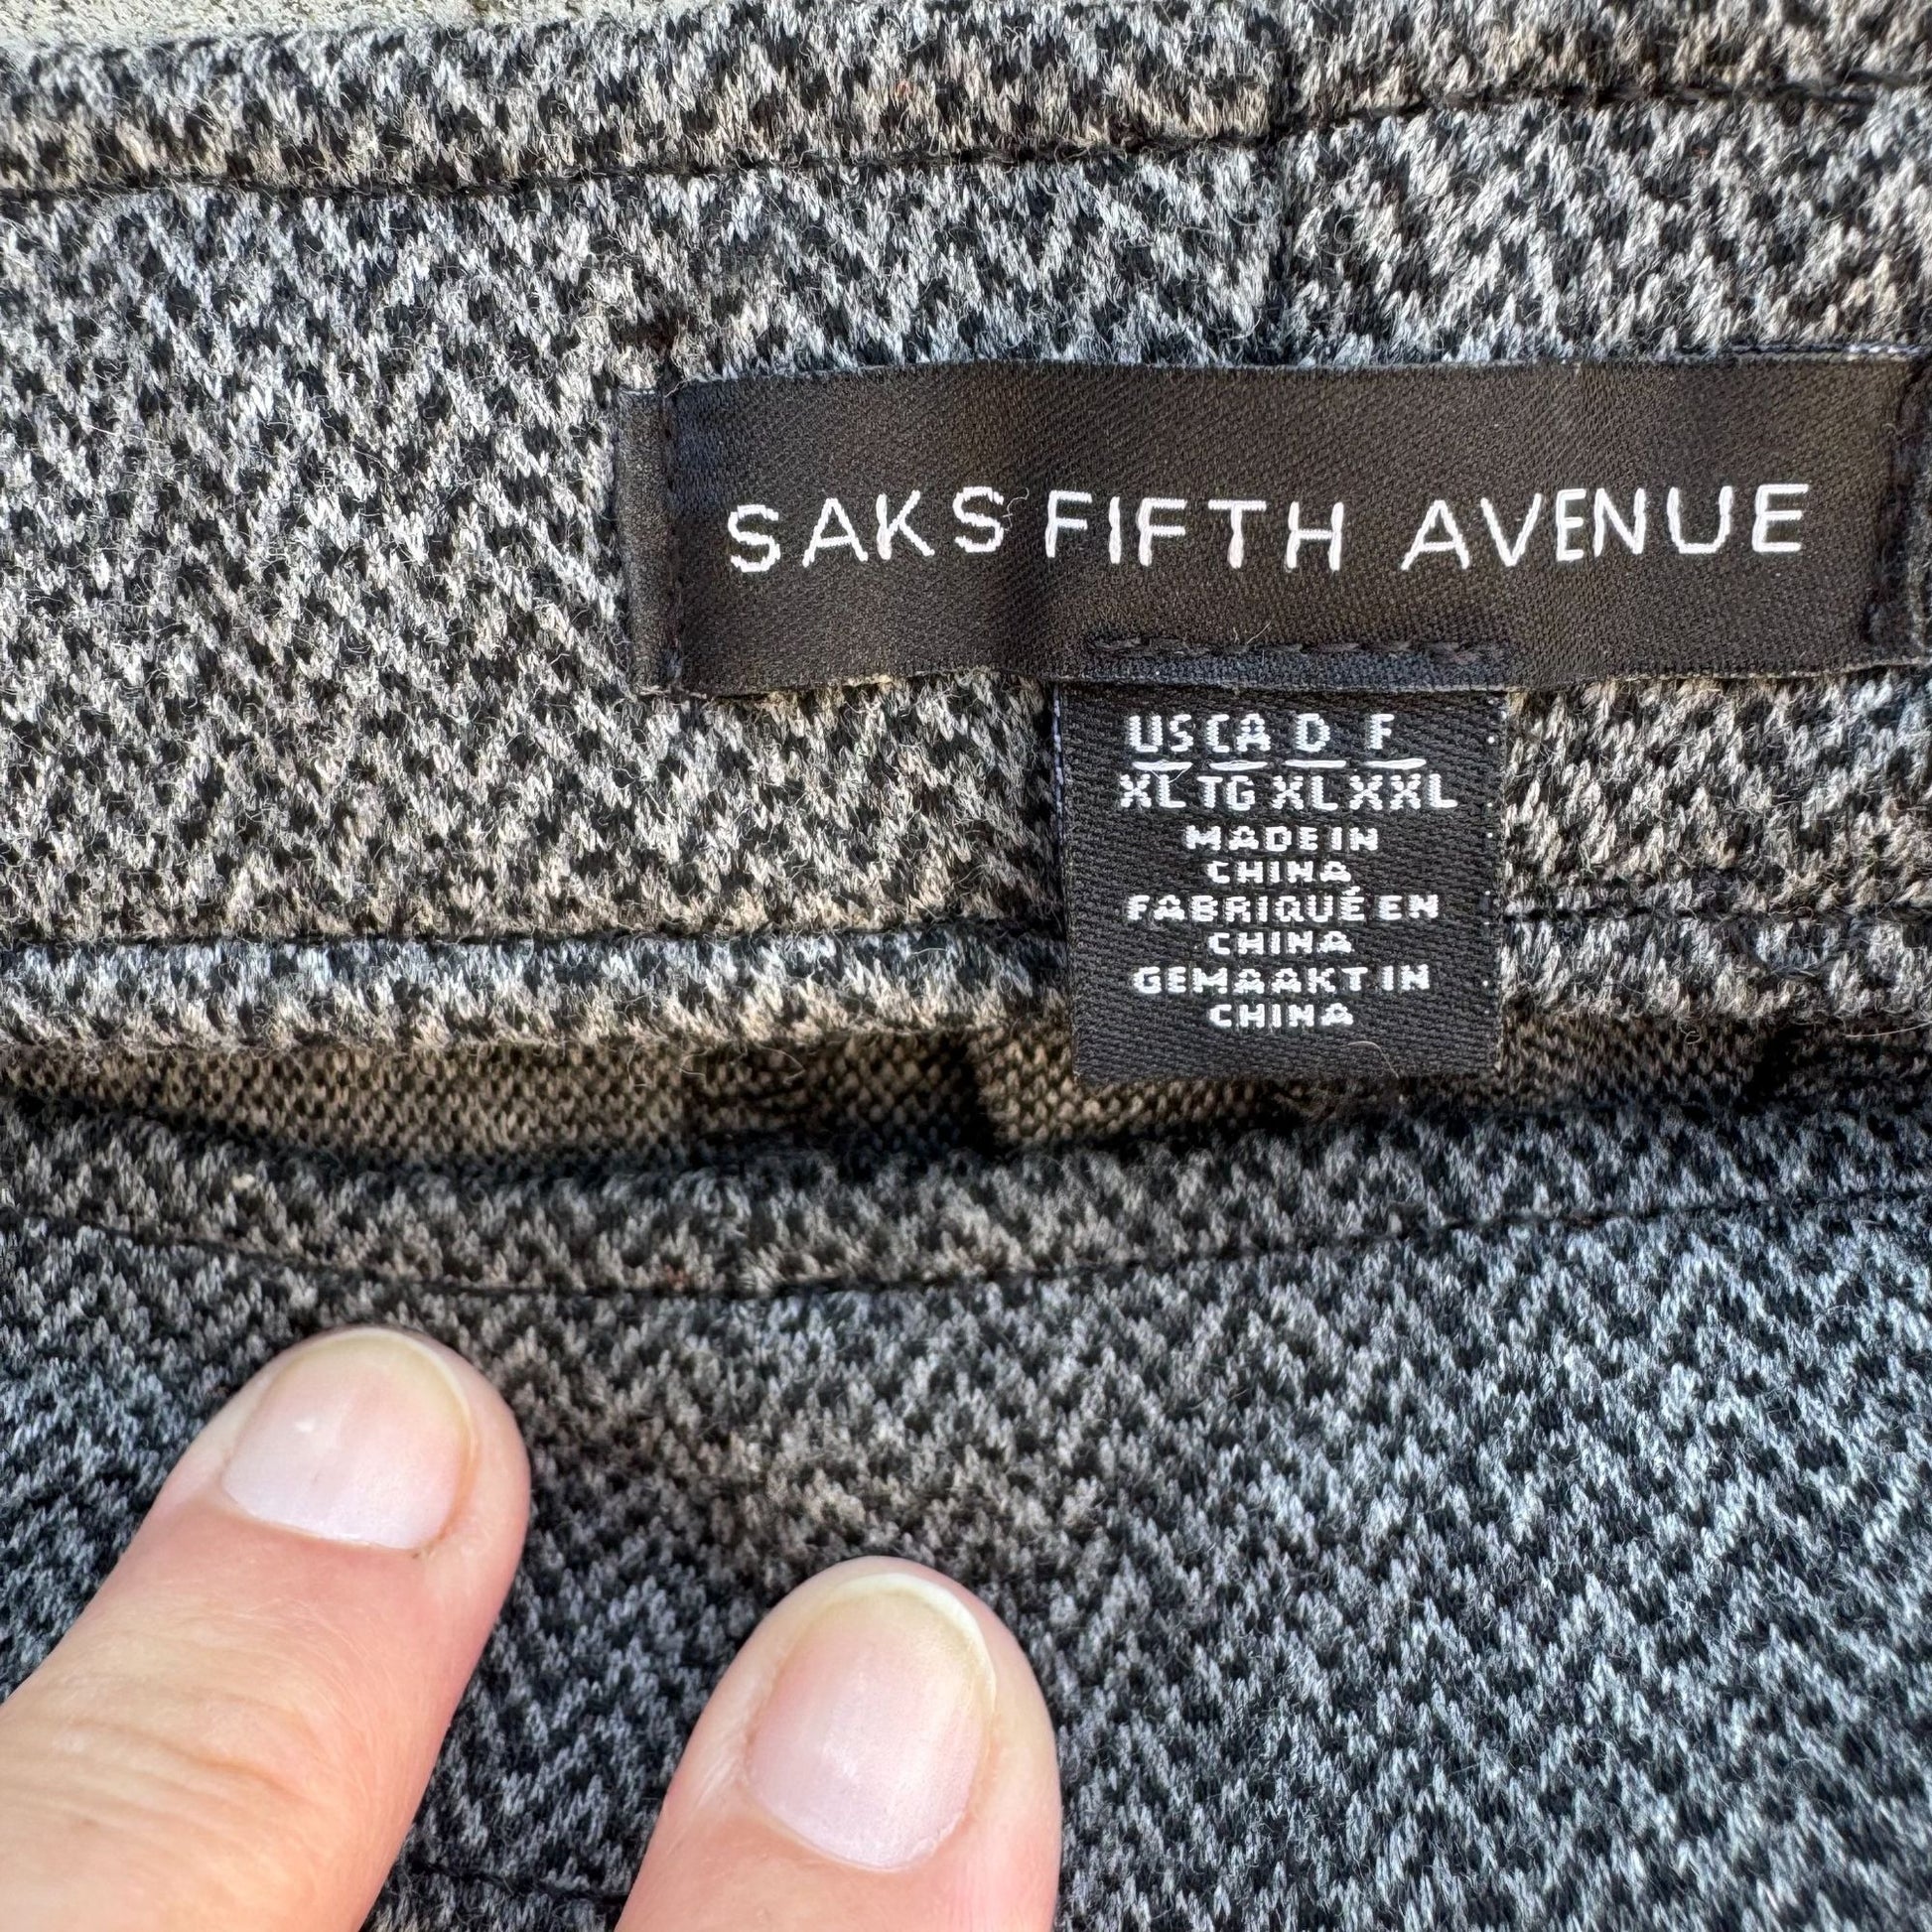 SAKS FIFTH AVENUE
US CA D F
XL TG XL XXL
MADE IN
CHINA
FABRIQUÉ EN
CHINA
GEMAAKT IN
CHINA